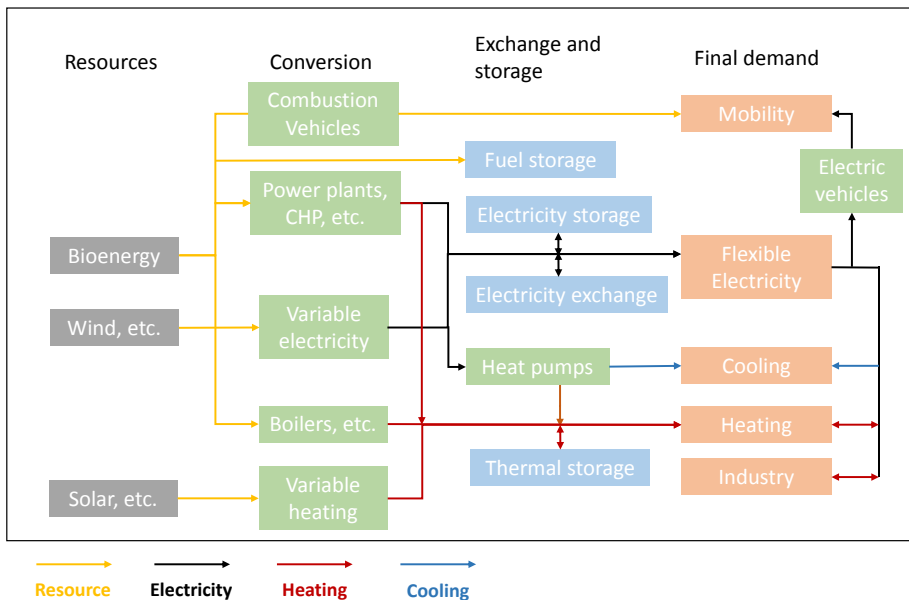 Resources
Conversion
Exchange and
storage
Final demand
Combustion
Vehicles
Mobility
Fuel storage
Electric
vehicles
Power plants,
CHP, etc.
Electricity storage
Bioenergy
Flexible
Electricity
Electricity exchange
Wind, etc.
Variable
electricity
Heat pumps
Cooling
Boilers, etc.
Heating
Thermal storage
Industry
Solar, etc.
Variable
heating
Resource
Electricity
Heating
Cooling